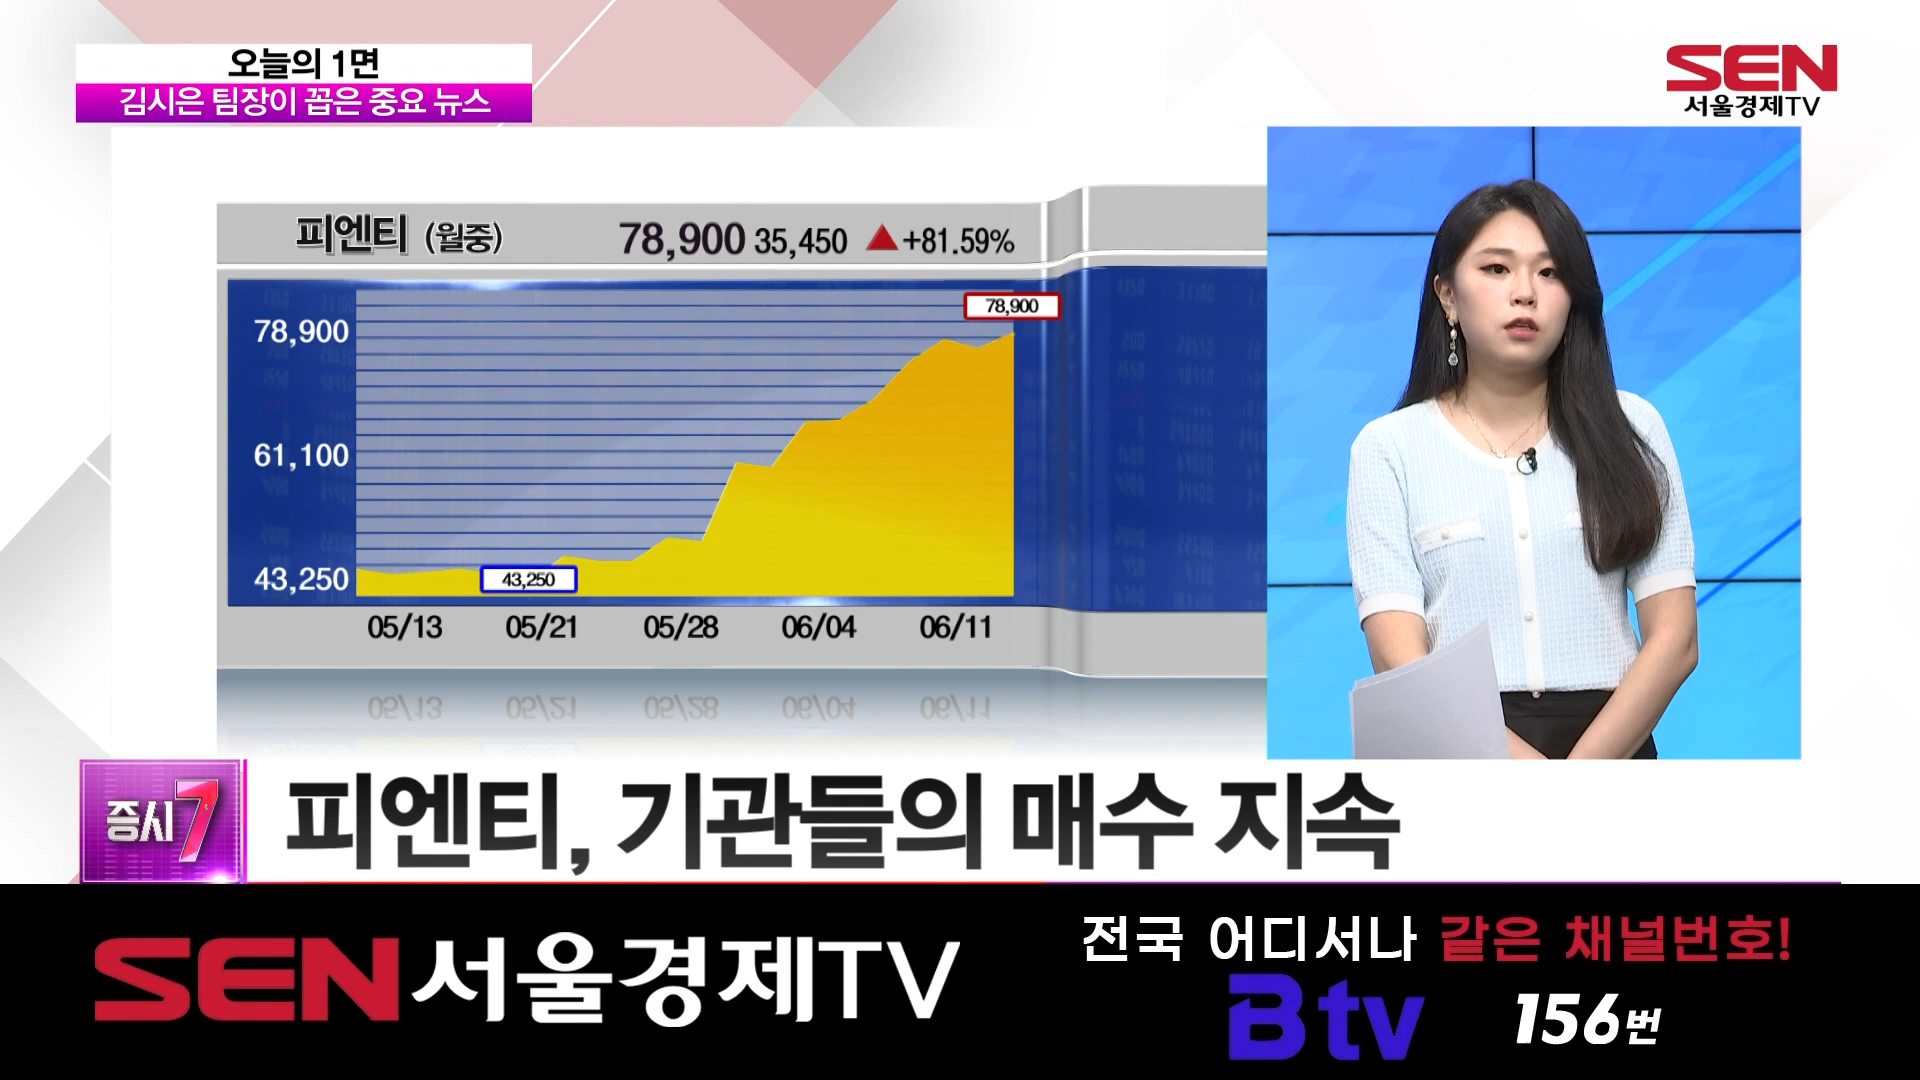 오늘의 1면
김시은 팀장이 꼽은 중요 뉴스
SEN
서울경제TV
피엔티 (월중) 78,900 35,450 ▲+81.59%
78,900
78,900
61,100
43,250
43,250
05/13 05/21 05/28 06/04 06/11
증시7
피엔티, 기관들의 매수 지속
SEN서울경제TV
전국 어디서나 같은 채널번호!
B tv 156번